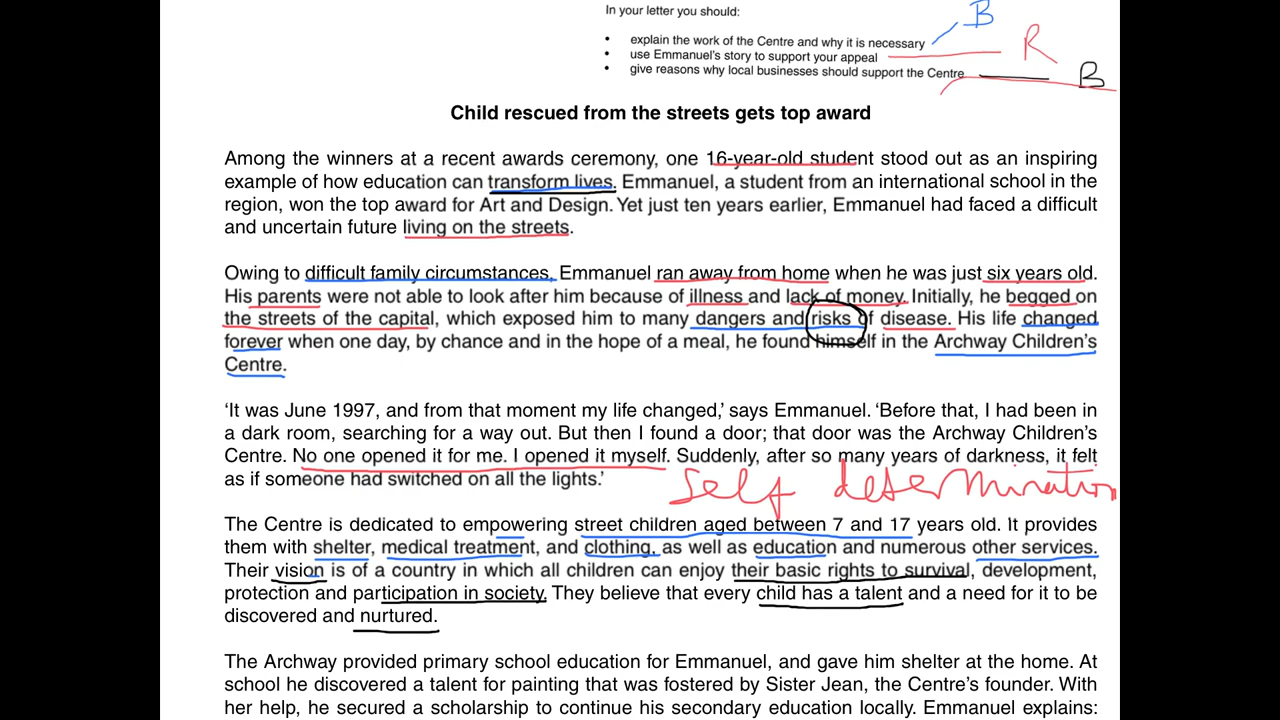 In your letter you should:
B
• explain the work of the Centre and why it is necessary
• use Emmanuel's story to support your appeal
R
• give reasons why local businesses should support the Centre
B
Child rescued from the streets gets top award
Among the winners at a recent awards ceremony, one 16-year-old student stood out as an inspiring
example of how education can transform lives. Emmanuel, a student from an international school in the
region, won the top award for Art and Design. Yet just ten years earlier, Emmanuel had faced a difficult
and uncertain future living on the streets.
Owing to difficult family circumstances, Emmanuel ran away from home when he was just six years old.
His parents were not able to look after him because of illness and lack of money. Initially, he begged on
the streets of the capital, which exposed him to many dangers and risks of disease. His life changed
forever when one day, by chance and in the hope of a meal, he found himself in the Archway Children's
Centre.
'It was June 1997, and from that moment my life changed,' says Emmanuel. 'Before that, I had been in
a dark room, searching for a way out. But then I found a door; that door was the Archway Children's
Centre. No one opened it for me. I opened it myself. Suddenly, after so many years of darkness, it felt
as if someone had switched on all the lights.'
Self determination
The Centre is dedicated to empowering street children aged between 7 and 17 years old. It provides
them with shelter, medical treatment, and clothing, as well as education and numerous other services.
Their vision is of a country in which all children can enjoy their basic rights to survival, development,
protection and participation in society. They believe that every child has a talent and a need for it to be
discovered and nurtured.
The Archway provided primary school education for Emmanuel, and gave him shelter at the home. At
school he discovered a talent for painting that was fostered by Sister Jean, the Centre's founder. With
her help, he secured a scholarship to continue his secondary education locally. Emmanuel explains: